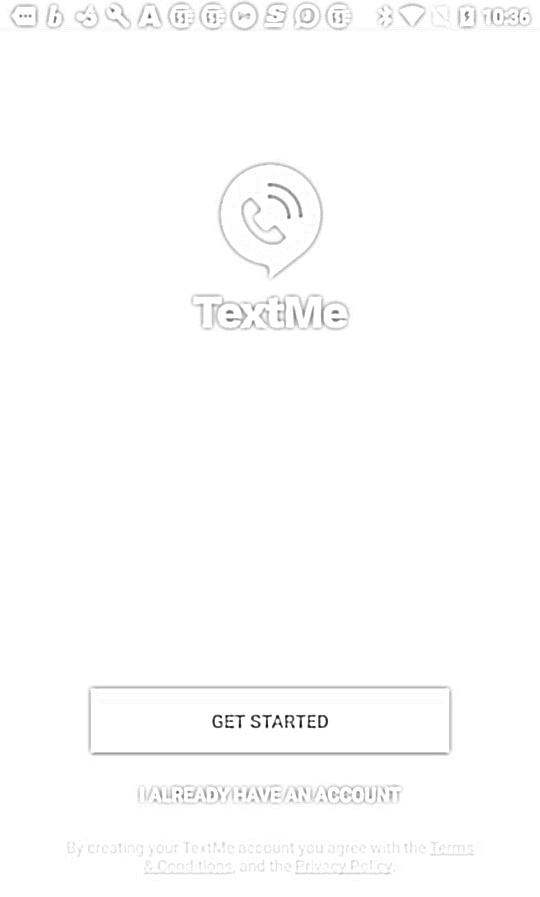 10:36
TextMe
GET STARTED
I ALREADY HAVE AN ACCOUNT
By creating your TextMe account you agree with the Terms
& Conditions, and the Privacy Policy.